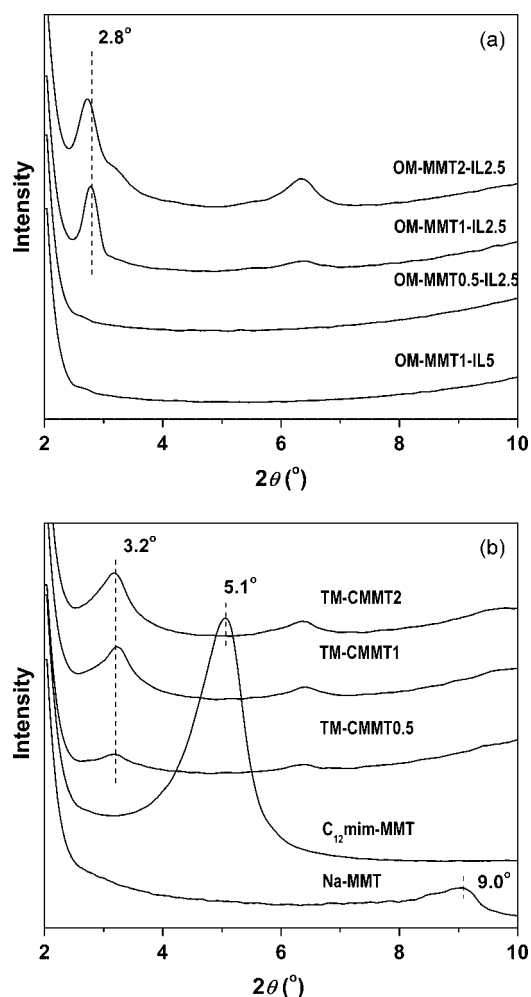 (a)
2.8°
OM-MMT2-IL2.5
OM-MMT1-IL2.5
OM-MMT0.5-IL2.5
OM-MMT1-IL5
Intensity
2 4 6 8 10
2θ (°)
(b)
3.2°
5.1°
TM-CMMT2
TM-CMMT1
TM-CMMT0.5
C₁₂mim-MMT
Na-MMT
9.0°
Intensity
2 4 6 8 10
2θ (°)